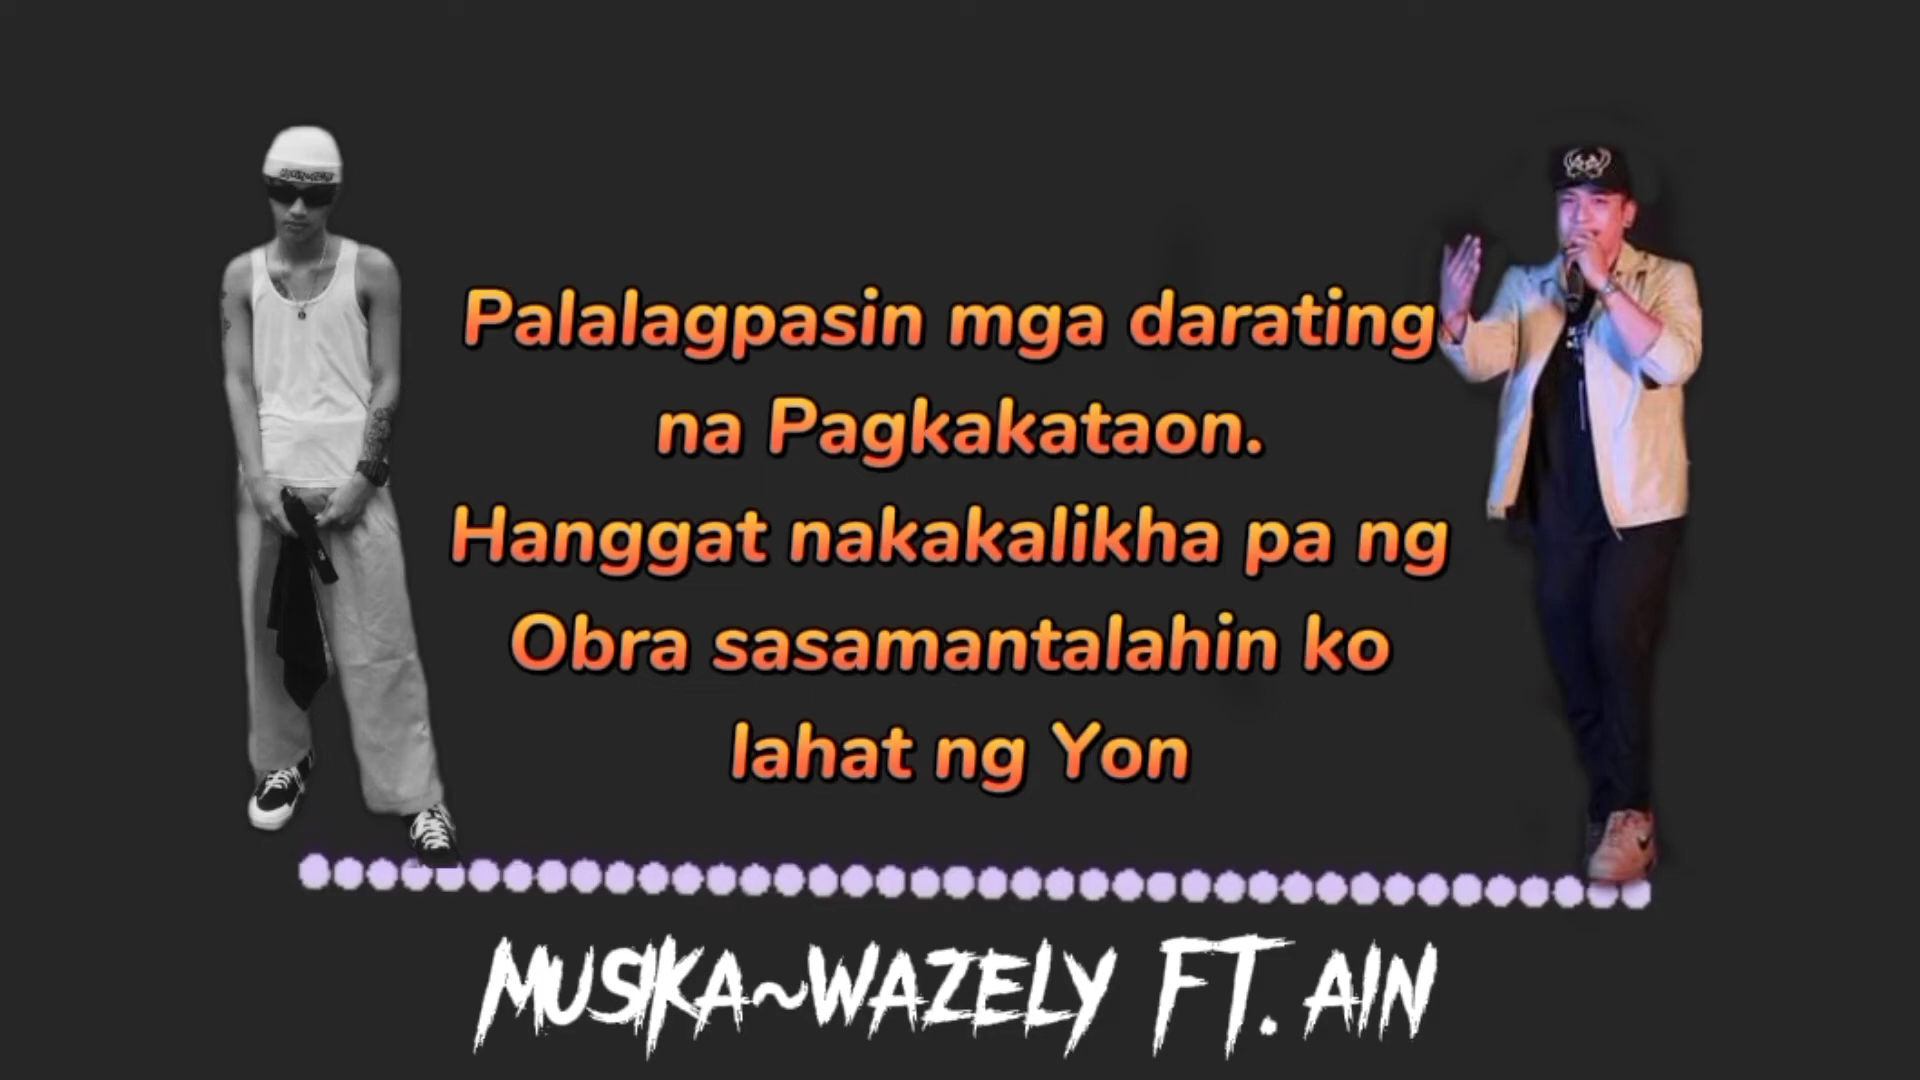 Palalagpasin mga darating
na Pagkakataon.
Hanggat nakakalikha pa ng
Obra sasamantalahin ko
lahat ng Yon
MUSIKA~WAZELY FT. AIN